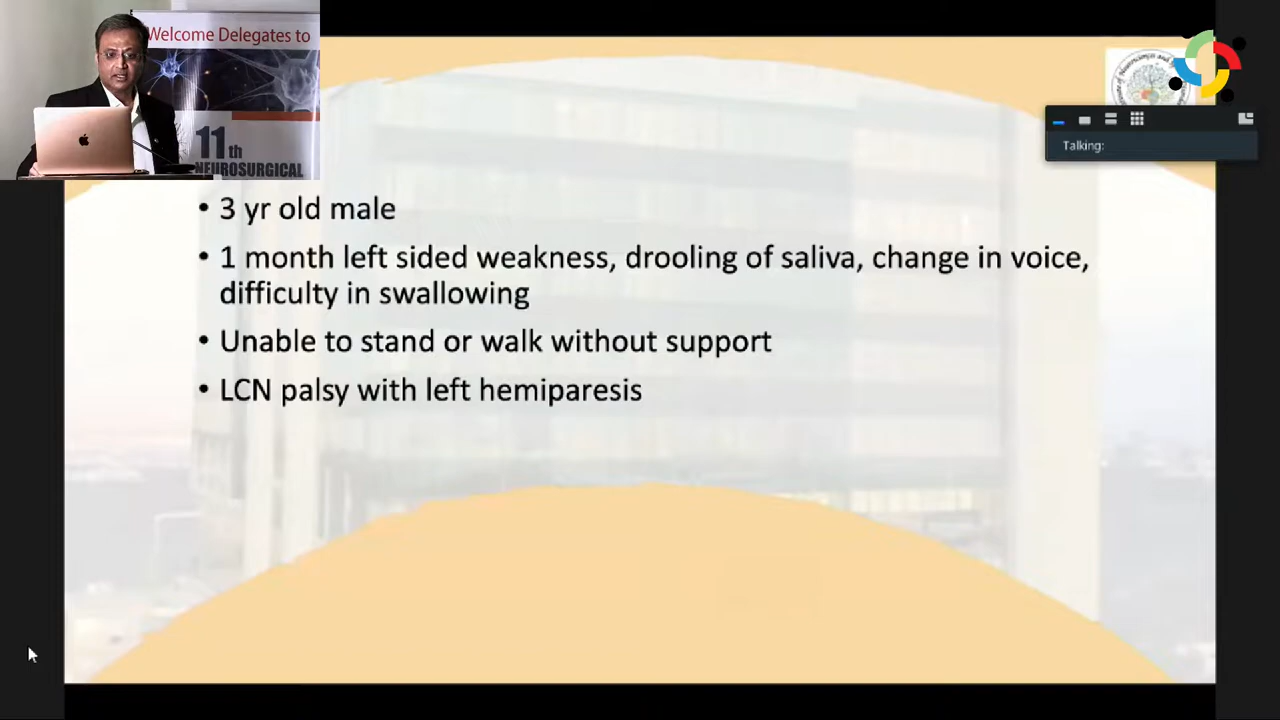 Welcome Delegates to
11th
NEUROSURGICAL
Talking:
• 3 yr old male
• 1 month left sided weakness, drooling of saliva, change in voice,
difficulty in swallowing
• Unable to stand or walk without support
• LCN palsy with left hemiparesis